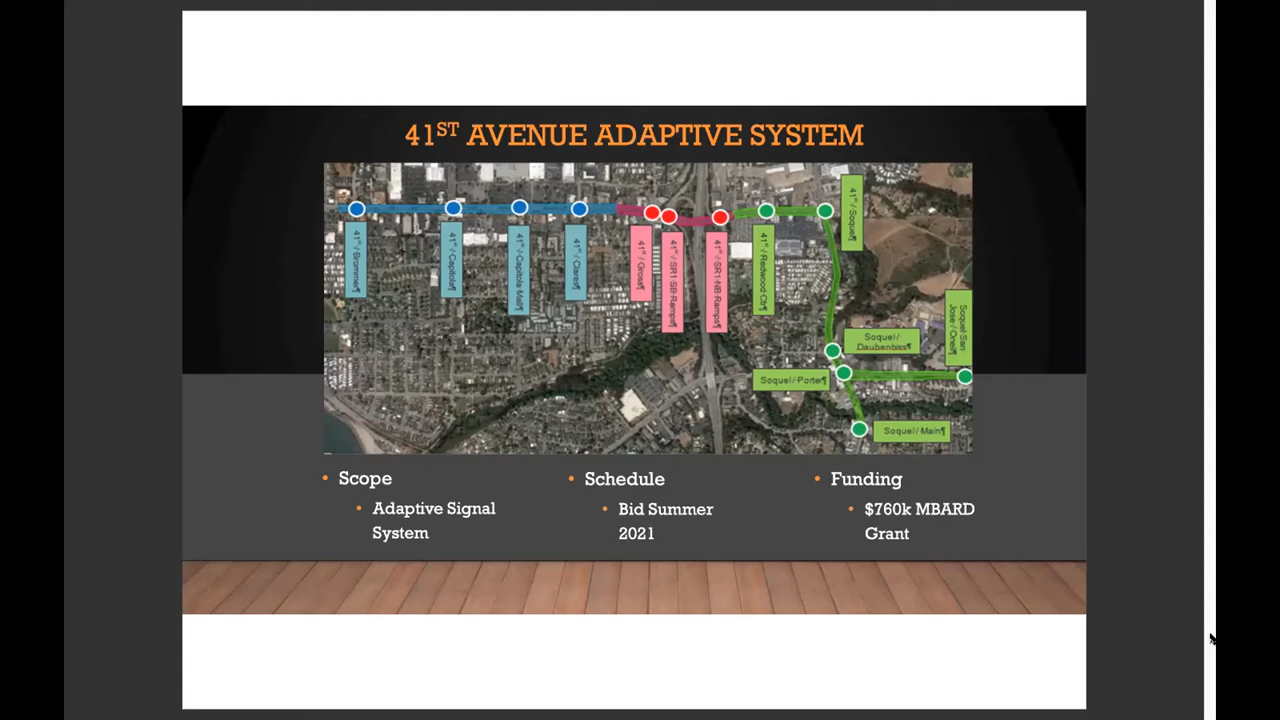 41ST AVENUE ADAPTIVE SYSTEM
41st / Soquel¶
41st / Brommer¶
41st / Capitola¶
41st / Capitola Mall¶
41st / Clares¶
41st / Gross¶
41st / SR1 SB Ramps¶
41st / SR1 NB Ramps¶
41st / Redwood Ctr¶
Soquel San
Jose / Oneil¶
Soquel /
Daubenbiss¶
Soquel / Porter¶
Soquel / Main¶
• Scope
• Adaptive Signal
System
• Schedule
• Bid Summer
2021
• Funding
• $760k MBARD
Grant